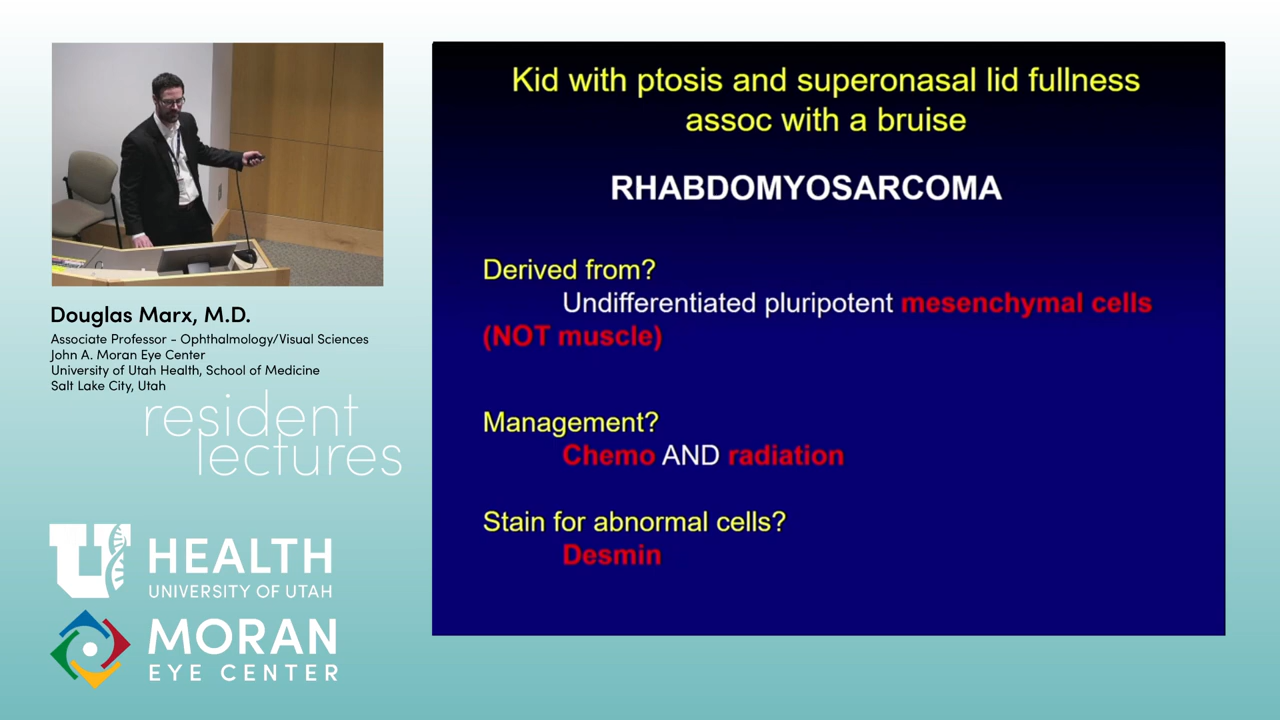 Kid with ptosis and superonasal lid fullness
assoc with a bruise
RHABDOMYOSARCOMA
Derived from?
Undifferentiated pluripotent mesenchymal cells
(NOT muscle)
Management?
Chemo AND radiation
Stain for abnormal cells?
Desmin
Douglas Marx, M.D.
Associate Professor - Ophthalmology/Visual Sciences
John A. Moran Eye Center
University of Utah Health, School of Medicine
Salt Lake City, Utah
resident
lectures
U HEALTH
UNIVERSITY OF UTAH
MORAN
EYE CENTER